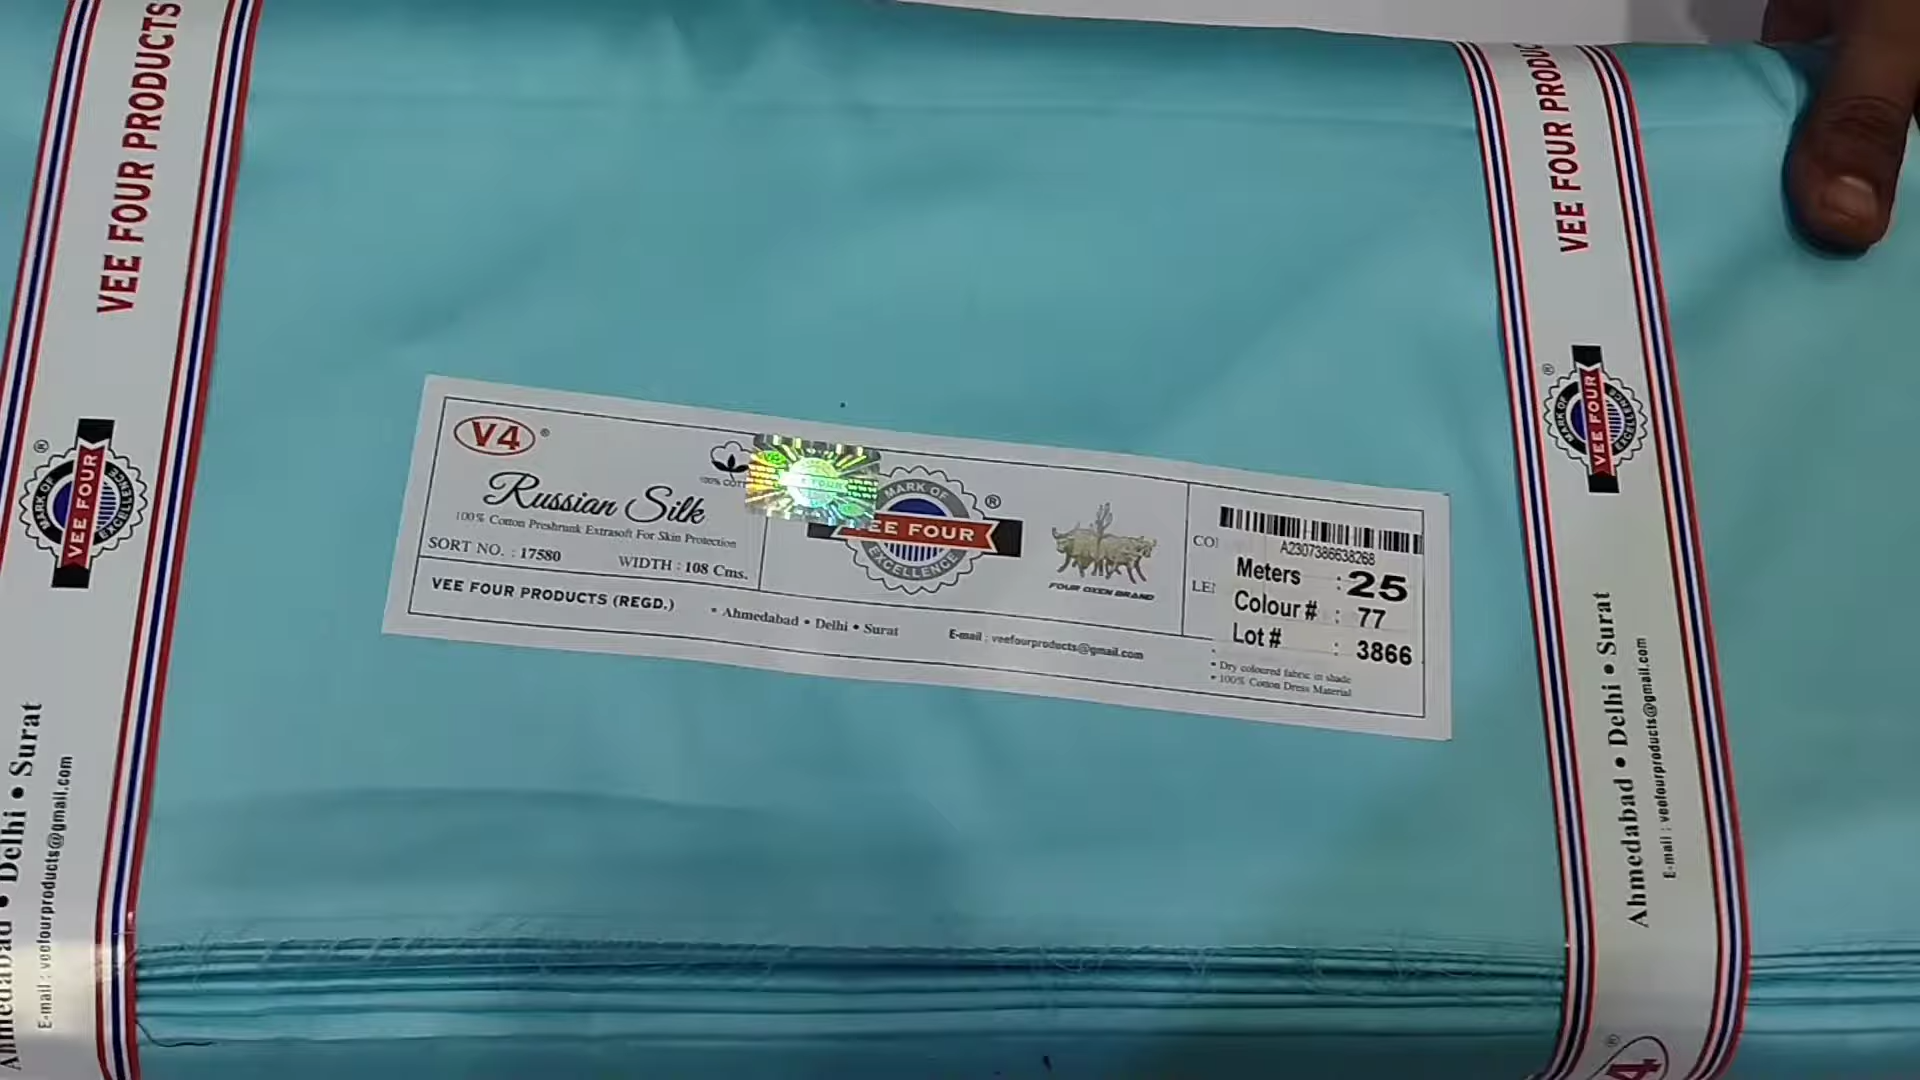 VEE FOUR PRODUCTS
MARK OF
VEE FOUR
EXCELLENCE
®
Ahmedabad • Delhi • Surat
E-mail : veefourproducts@gmail.com
V4®
Russian Silk
100% Cotton Preshrunk Extrasoft For Skin Protection
SORT NO. : 17580
WIDTH : 108 Cms.
VEE FOUR PRODUCTS (REGD.)
• Ahmedabad • Delhi • Surat
E-mail : veefourproducts@gmail.com
100%
MARK OF
®
EE FOUR
EXCELLENCE
FOUR OXEN BRAND
A2307386638268
Meters : 25
Colour # : 77
Lot # : 3866
• Dry coloured fabric in shade
• 100% Cotton Dress Material
VEE FOUR PRODUC
®
MARK OF
VEE FOUR
EXCELLENCE
Ahmedabad • Delhi • Surat
E-mail : veefourproducts@gmail.com
®
4